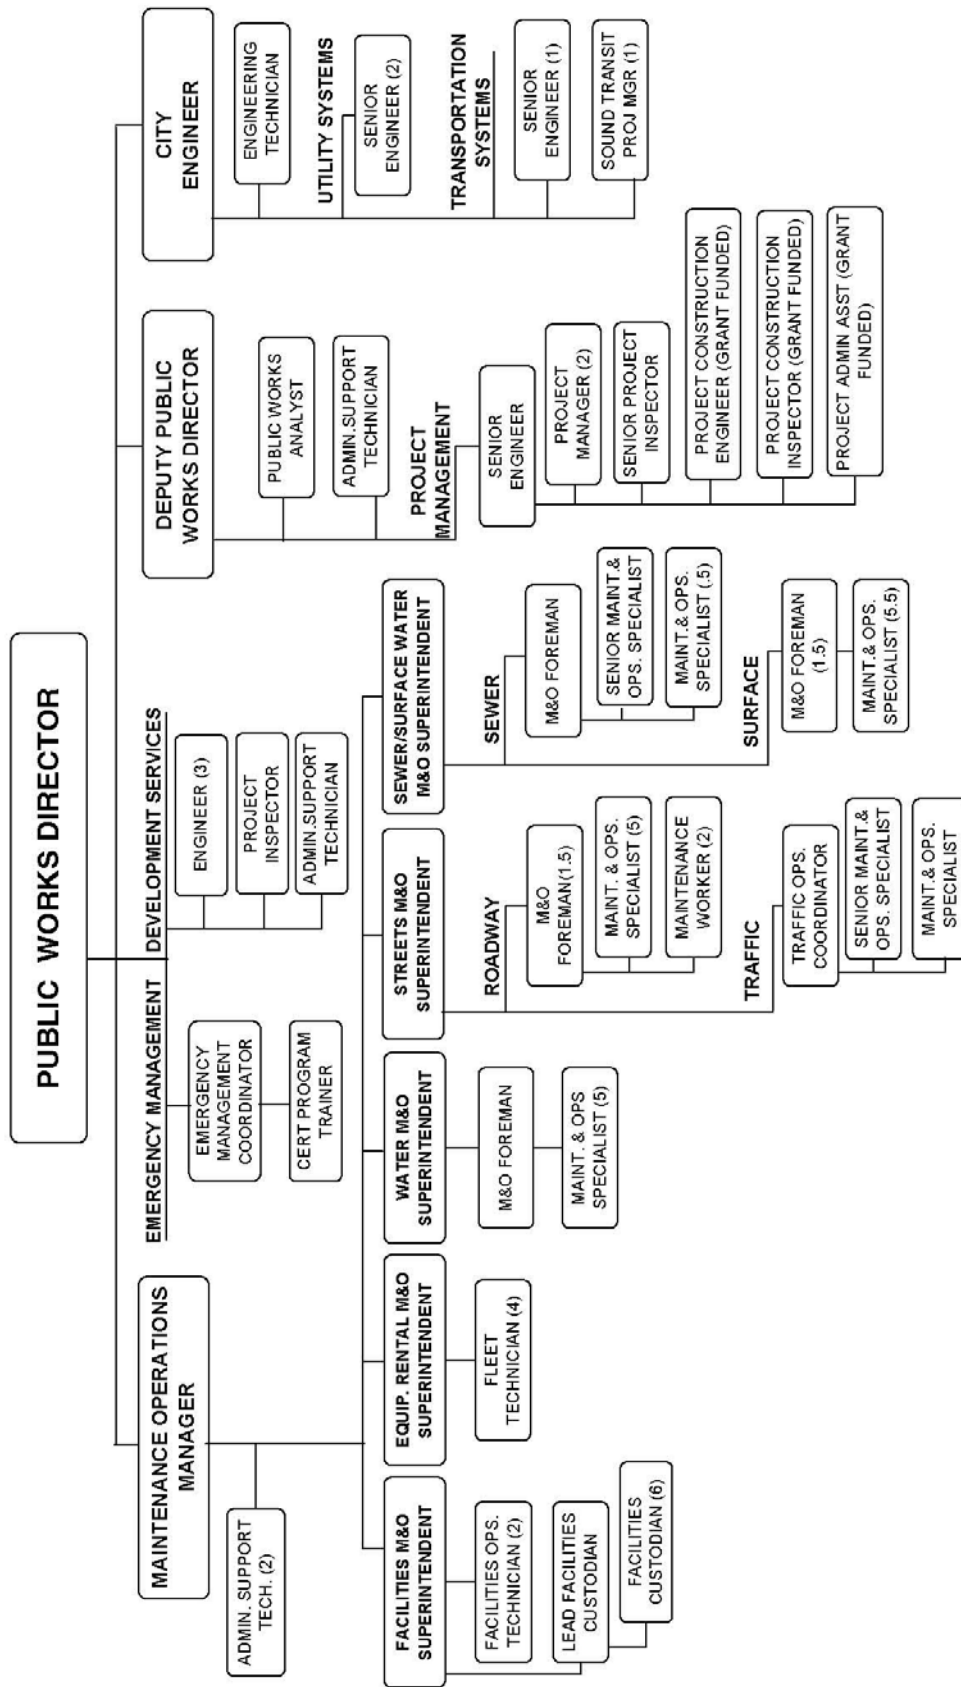 PUBLIC WORKS DIRECTOR
MAINTENANCE OPERATIONS
MANAGER
ADMIN. SUPPORT
TECH. (2)
FACILITIES M&O
SUPERINTENDENT
FACILITIES OPS.
TECHNICIAN (2)
LEAD FACILITIES
CUSTODIAN
FACILITIES
CUSTODIAN (6)
EQUIP. RENTAL M&O
SUPERINTENDENT
FLEET
TECHNICIAN (4)
WATER M&O
SUPERINTENDENT
M&O FOREMAN
MAINT. & OPS
SPECIALIST (5)
STREETS M&O
SUPERINTENDENT
ROADWAY
M&O
FOREMAN(1.5)
MAINT. & OPS.
SPECIALIST (5)
MAINTENANCE
WORKER (2)
TRAFFIC
TRAFFIC OPS.
COORDINATOR
SENIOR MAINT.&
OPS. SPECIALIST
MAINT.& OPS.
SPECIALIST
SEWER/SURFACE WATER
M&O SUPERINTENDENT
SEWER
M&O FOREMAN
SENIOR MAINT.&
OPS. SPECIALIST
MAINT.& OPS.
SPECIALIST (.5)
SURFACE
M&O FOREMAN
(1.5)
MAINT.& OPS.
SPECIALIST (5.5)
EMERGENCY MANAGEMENT
EMERGENCY
MANAGEMENT
COORDINATOR
CERT PROGRAM
TRAINER
DEVELOPMENT SERVICES
ENGINEER (3)
PROJECT
INSPECTOR
ADMIN.SUPPORT
TECHNICIAN
DEPUTY PUBLIC
WORKS DIRECTOR
PUBLIC WORKS
ANALYST
ADMIN.SUPPORT
TECHNICIAN
PROJECT
MANAGEMENT
SENIOR
ENGINEER
PROJECT
MANAGER (2)
SENIOR PROJECT
INSPECTOR
PROJECT CONSTRUCTION
ENGINEER (GRANT FUNDED)
PROJECT CONSTRUCTION
INSPECTOR (GRANT FUNDED)
PROJECT ADMIN ASST (GRANT
FUNDED)
CITY
ENGINEER
ENGINEERING
TECHNICIAN
UTILITY SYSTEMS
SENIOR
ENGINEER (2)
TRANSPORTATION
SYSTEMS
SENIOR
ENGINEER (1)
SOUND TRANSIT
PROJ MGR (1)